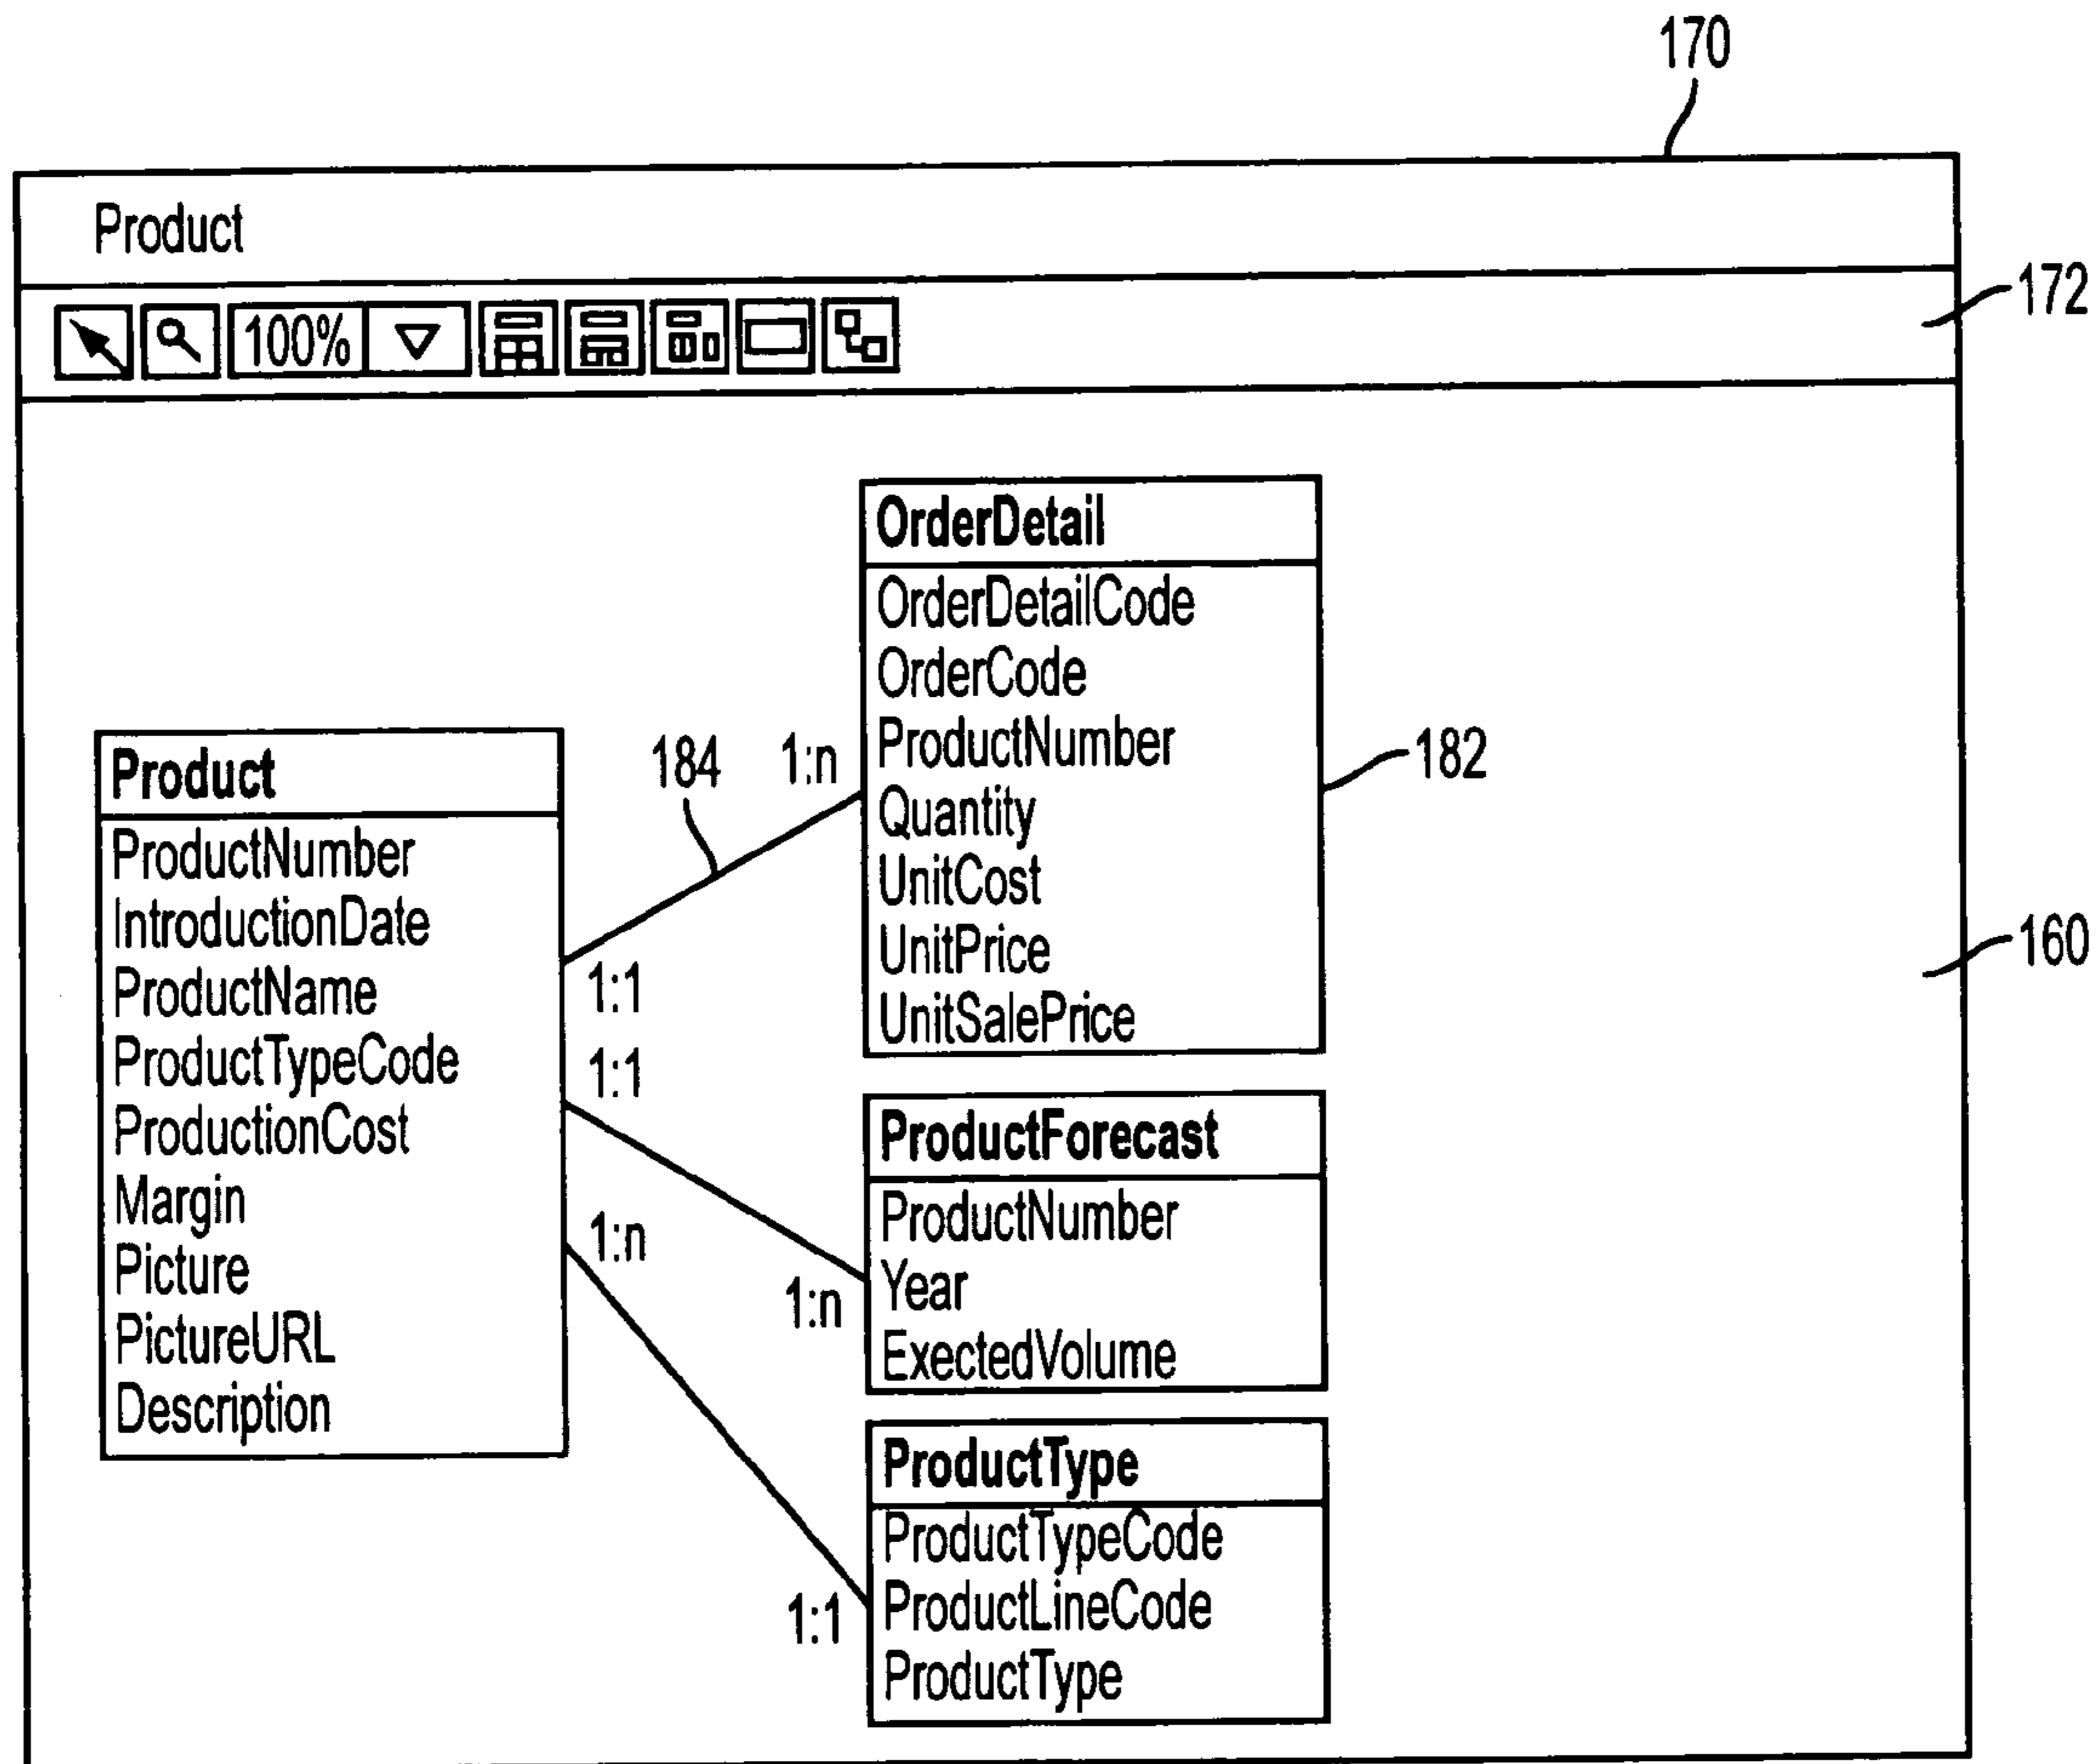 170
Product
172
100%
OrderDetail
OrderDetailCode
OrderCode
ProductNumber
Quantity
UnitCost
UnitPrice
UnitSalePrice
182
184
1:n
Product
ProductNumber
IntroductionDate
ProductName
ProductTypeCode
ProductionCost
Margin
Picture
PictureURL
Description
1:1
1:1
1:n
160
ProductForecast
ProductNumber
Year
ExectedVolume
1:n
ProductType
ProductTypeCode
ProductLineCode
ProductType
1:1